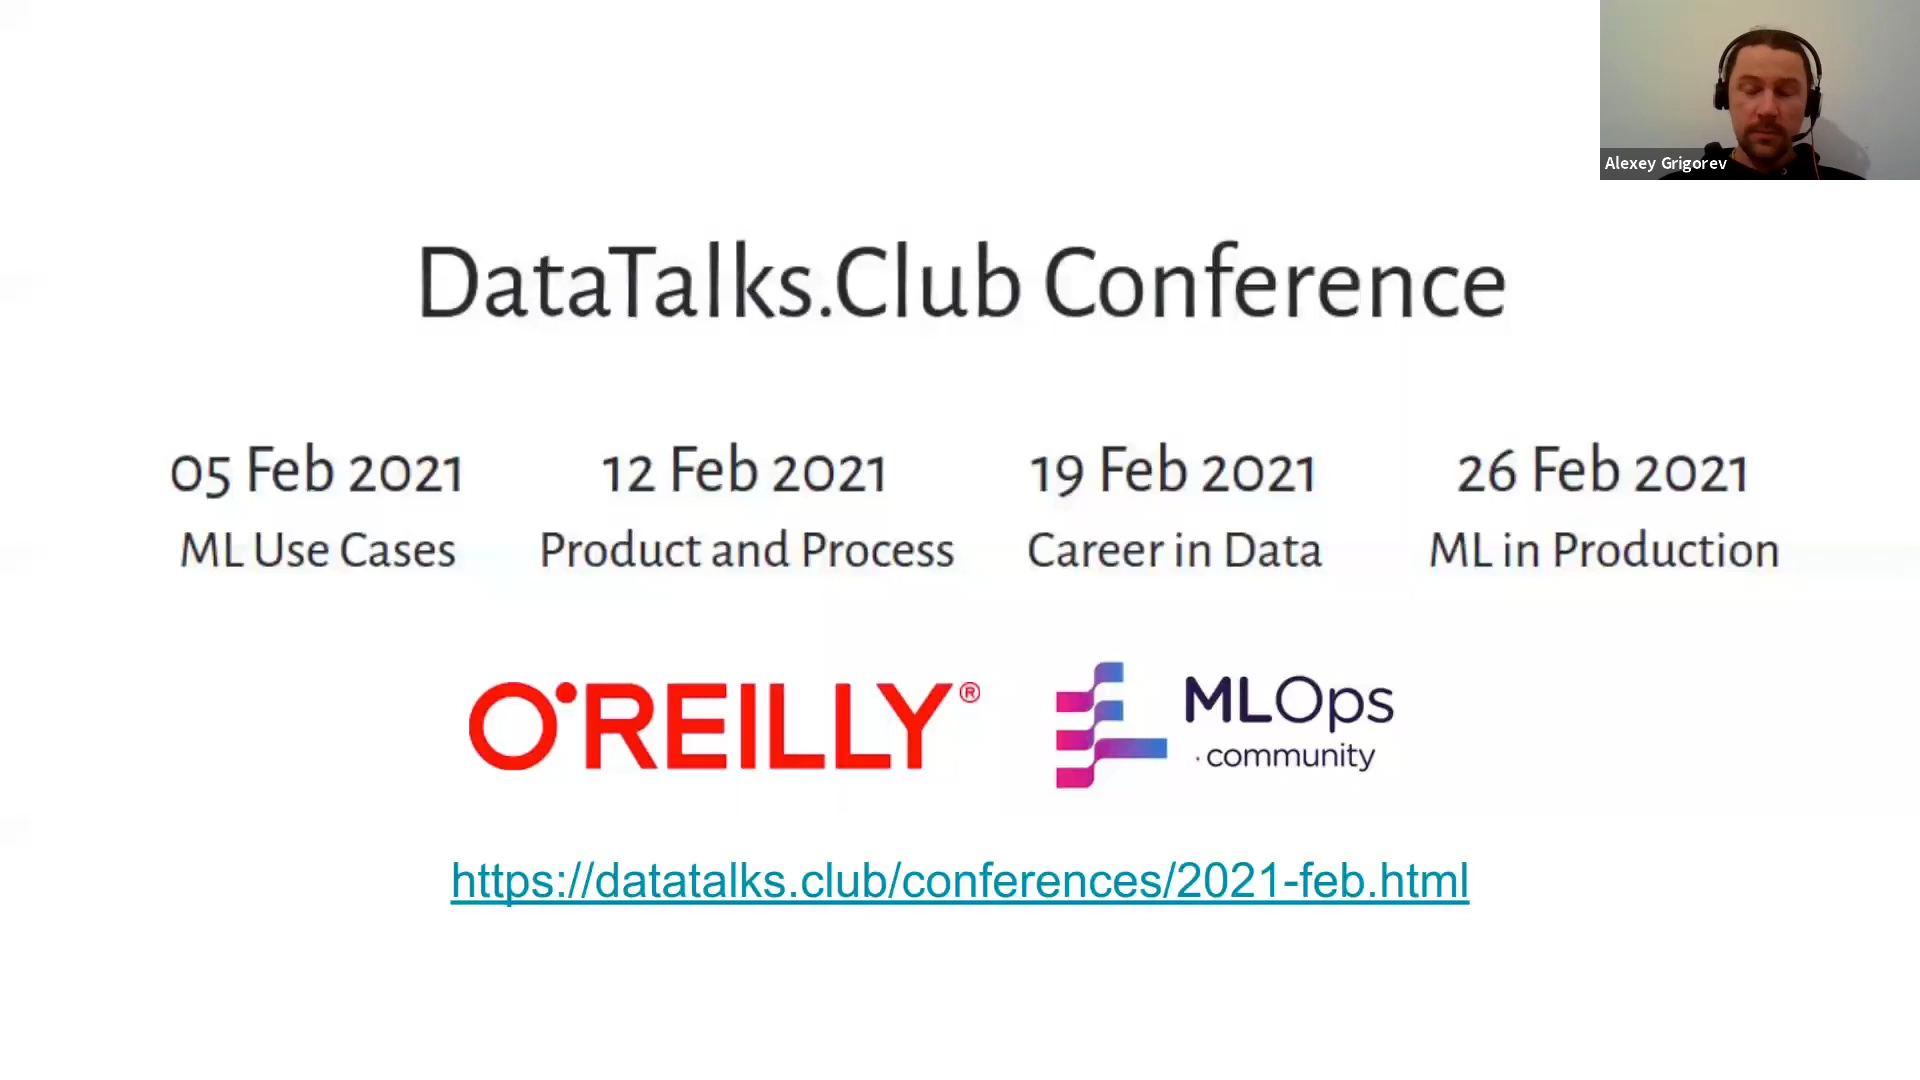 Alexey Grigorev
DataTalks.Club Conference
05 Feb 2021
ML Use Cases
12 Feb 2021
Product and Process
19 Feb 2021
Career in Data
26 Feb 2021
ML in Production
O'REILLY®
MLOps
.community
https://datatalks.club/conferences/2021-feb.html